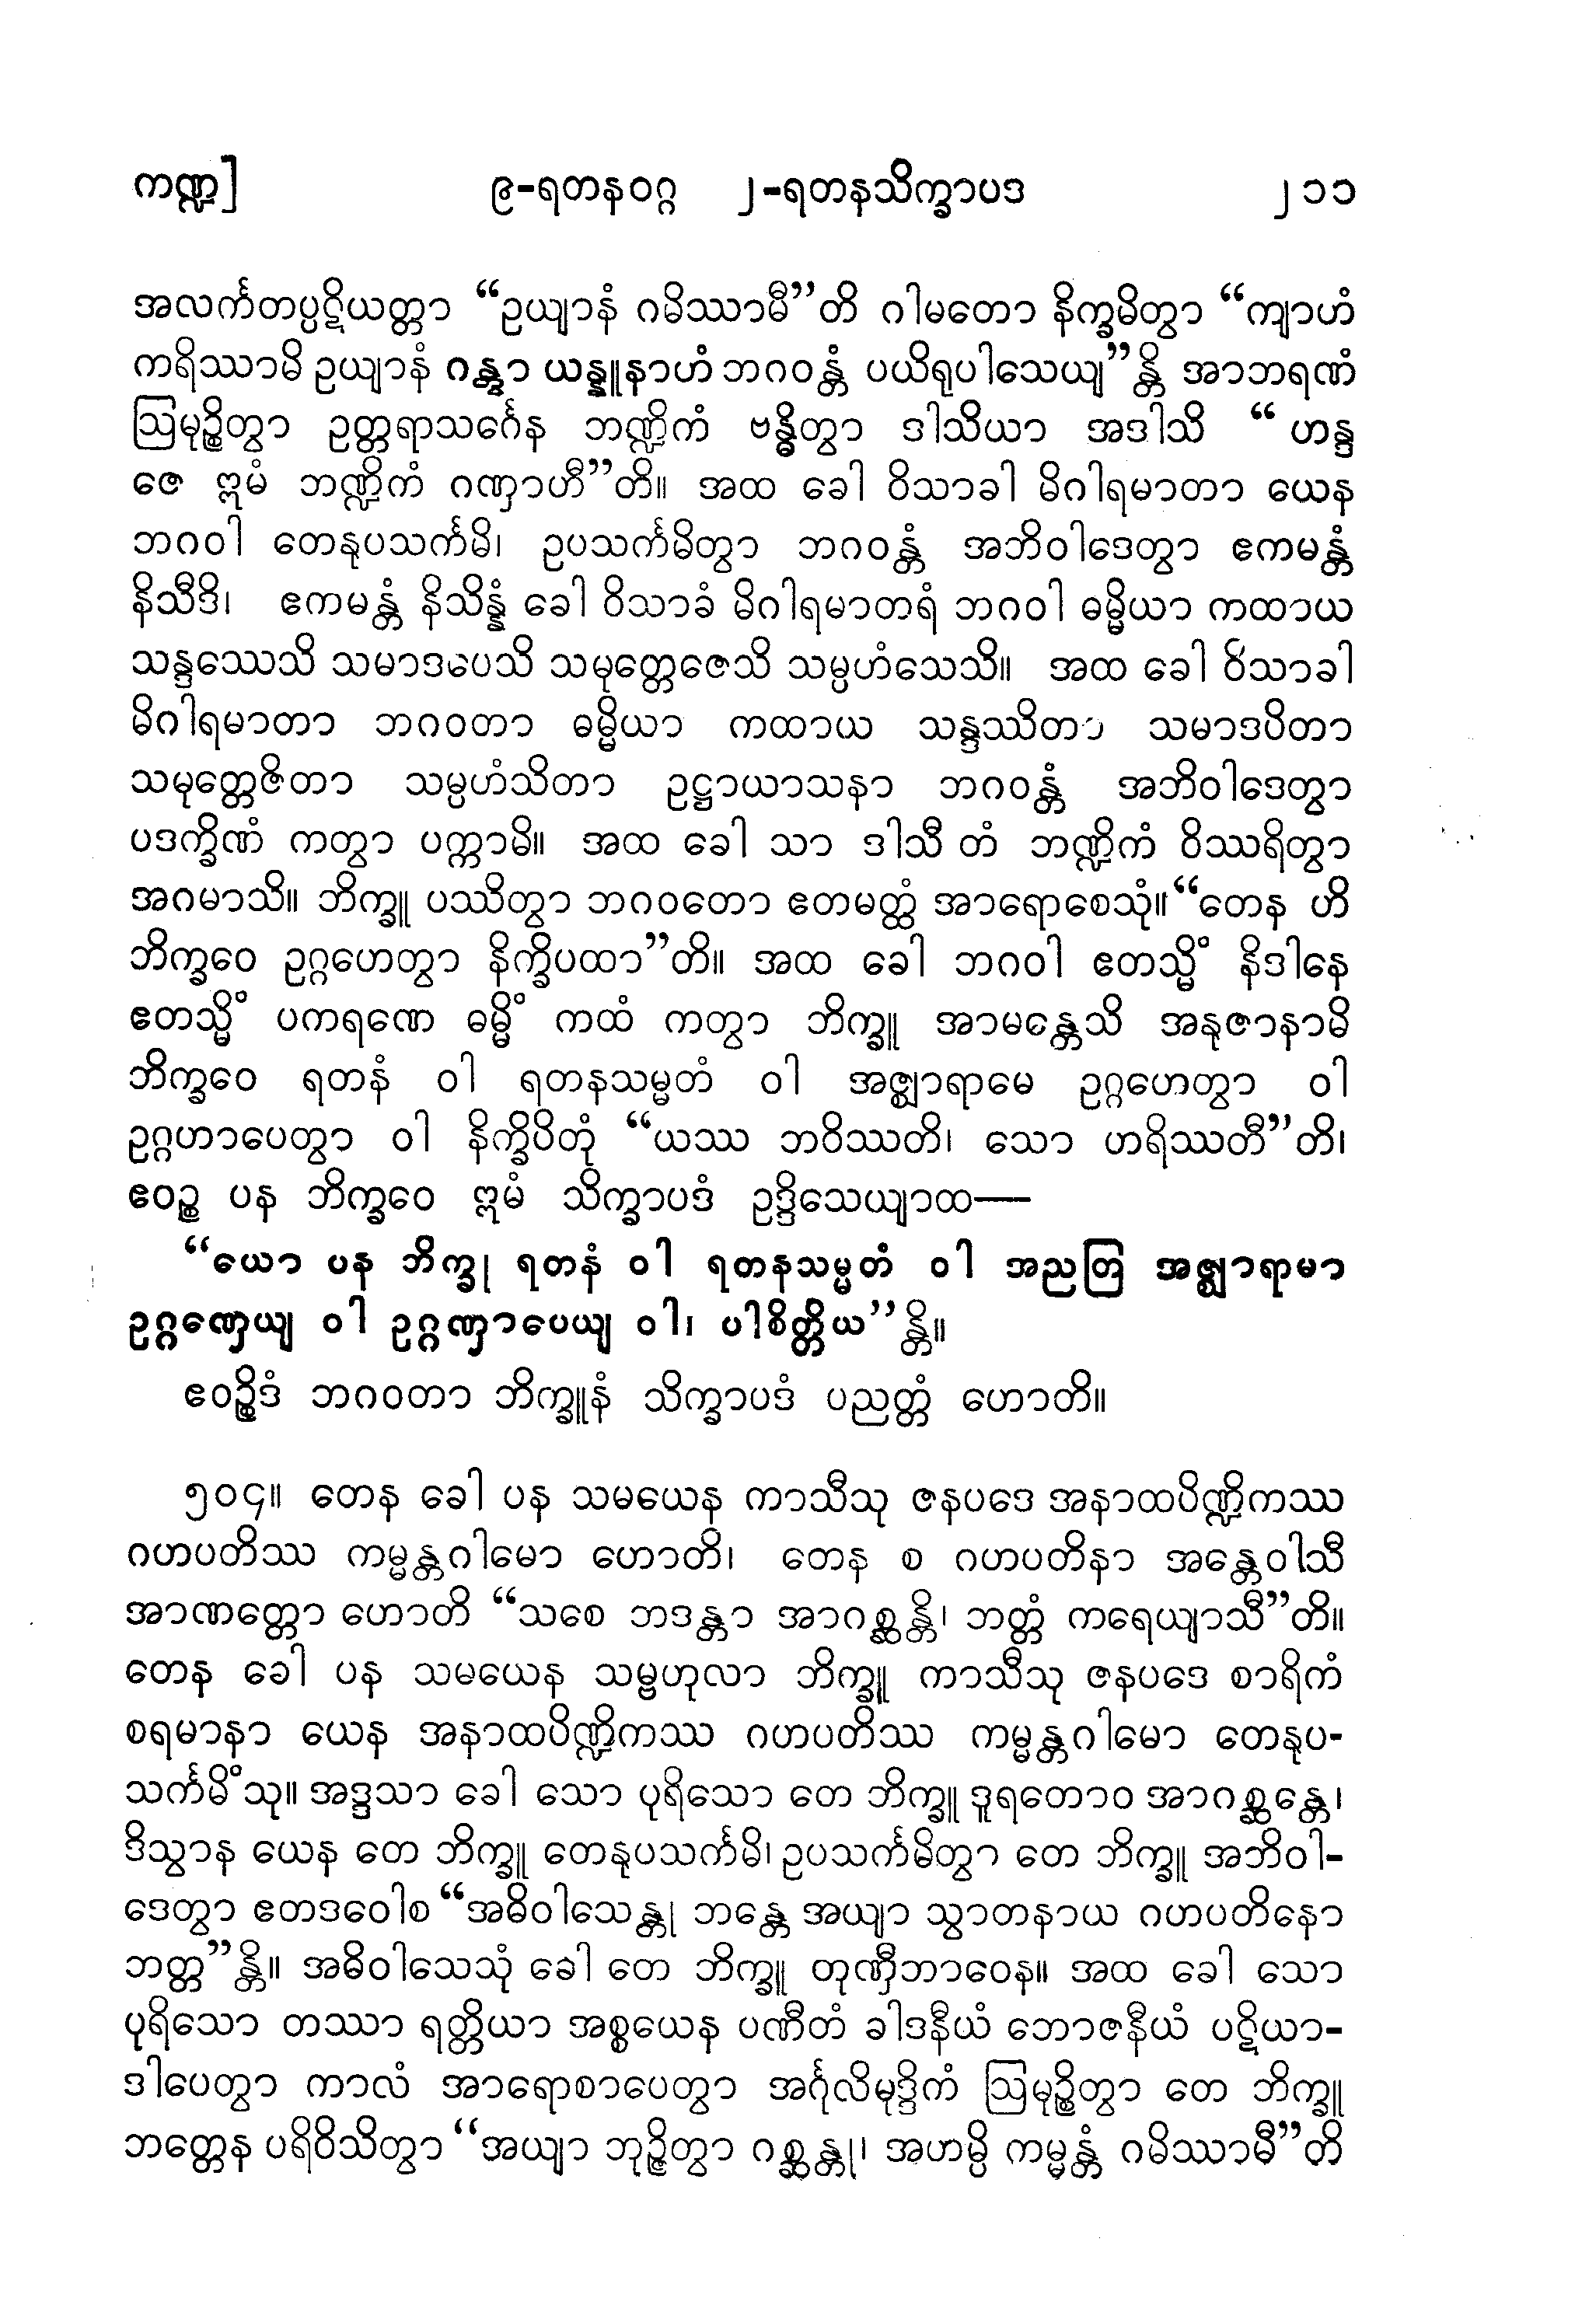 ကဏ္ဍ] ၉-ရတနဝဂ္ဂ ၂-ရတနသိက္ခာပဒ ၂၁၁
အလင်္ကတပ္ပဋိယတ္တာ “ဥယျာနံ ဂမိဿာမီ”တိ ဂါမတော နိက္ခမိတွာ “ကျာဟံ
ကရိဿာမိ ဥယျာနံ ဂန္တွာ ယန္နူနာဟံ ဘဂဝန္တံ ပယိရုပါသေယျ”န္တိ အာဘရဏံ
ဩမုဉ္စိတွာ ဥတ္တရာသင်္ဂေန ဘဏ္ဍိကံ ဗန္ဓိတွာ ဒါသိယာ အဒါသိ “ ဟန္ဒ
ဇေ ဣမံ ဘဏ္ဍိကံ ဂဏှာဟီ”တိ။ အထ ခေါ ဝိသာခါ မိဂါရမာတာ ယေန
ဘဂဝါ တေနုပသင်္ကမိ၊ ဥပသင်္ကမိတွာ ဘဂဝန္တံ အဘိဝါဒေတွာ ဧကမန္တံ
နိသီဒိ၊ ဧကမန္တံ နိသိန္နံ ခေါ ဝိသာခံ မိဂါရမာတရံ ဘဂဝါ ဓမ္မိယာ ကထာယ
သန္ဒဿေသိ သမာဒပေသိ သမုတ္တေဇေသိ သမ္ပဟံသေသိ။ အထ ခေါ ဝိသာခါ
မိဂါရမာတာ ဘဂဝတာ ဓမ္မိယာ ကထာယ သန္ဒဿိတာ သမာဒပိတာ
သမုတ္တေဇိတာ သမ္ပဟံသိတာ ဥဋ္ဌာယာသနာ ဘဂဝန္တံ အဘိဝါဒေတွာ
ပဒက္ခိဏံ ကတွာ ပက္ကာမိ။ အထ ခေါ သာ ဒါသီ တံ ဘဏ္ဍိကံ ဝိဿရိတွာ
အဂမာသိ။ ဘိက္ခူ ပဿိတွာ ဘဂဝတော ဧတမတ္ထံ အာရောစေသုံ။ “တေန ဟိ
ဘိက္ခဝေ ဥဂ္ဂဟေတွာ နိက္ခိပထာ”တိ။ အထ ခေါ ဘဂဝါ ဧတသ္မိံ နိဒါနေ
ဧတသ္မိံ ပကရဏေ ဓမ္မိံ ကထံ ကတွာ ဘိက္ခူ အာမန္တေသိ အနုဇာနာမိ
ဘိက္ခဝေ ရတနံ ဝါ ရတနသမ္မတံ ဝါ အဇ္ဈာရာမေ ဥဂ္ဂဟေတွာ ဝါ
ဥဂ္ဂဟာပေတွာ ဝါ နိက္ခိပိတုံ “ယဿ ဘဝိဿတိ၊ သော ဟရိဿတီ”တိ၊
ဧဝဉ္စ ပန ဘိက္ခဝေ ဣမံ သိက္ခာပဒံ ဥဒ္ဒိသေယျာထ—
“ယော ပန ဘိက္ခု ရတနံ ဝါ ရတနသမ္မတံ ဝါ အညတြ အဇ္ဈာရာမာ
ဥဂ္ဂဏှေယျ ဝါ ဥဂ္ဂဏှာပေယျ ဝါ၊ ပါစိတ္တိယ”န္တိ။
ဧဝဉ္စိဒံ ဘဂဝတာ ဘိက္ခူနံ သိက္ခာပဒံ ပညတ္တံ ဟောတိ။
၅၀၄။ တေန ခေါ ပန သမယေန ကာသီသု ဇနပဒေ အနာထပိဏ္ဍိကဿ
ဂဟပတိဿ ကမ္မန္တဂါမော ဟောတိ၊ တေန စ ဂဟပတိနာ အန္တေဝါသီ
အာဏတ္တော ဟောတိ “သစေ ဘဒန္တာ အာဂစ္ဆန္တိ၊ ဘတ္တံ ကရေယျာသီ”တိ။
တေန ခေါ ပန သမယေန သမ္ဗဟုလာ ဘိက္ခူ ကာသီသု ဇနပဒေ စာရိကံ
စရမာနာ ယေန အနာထပိဏ္ဍိကဿ ဂဟပတိဿ ကမ္မန္တဂါမော တေနုပ-
သင်္ကမိံသု။ အဒ္ဒသာ ခေါ သော ပုရိသော တေ ဘိက္ခူ ဒူရတောဝ အာဂစ္ဆန္တေ၊
ဒိသွာန ယေန တေ ဘိက္ခူ တေနုပသင်္ကမိ၊ ဥပသင်္ကမိတွာ တေ ဘိက္ခူ အဘိဝါ-
ဒေတွာ ဧတဒဝေါစ “အဓိဝါသေန္တု ဘန္တေ အယျာ သွာတနာယ ဂဟပတိနော
ဘတ္တ”န္တိ။ အဓိဝါသေသုံ ခေါ တေ ဘိက္ခူ တုဏှီဘာဝေန။ အထ ခေါ သော
ပုရိသော တဿာ ရတ္တိယာ အစ္စယေန ပဏီတံ ခါဒနီယံ ဘောဇနီယံ ပဋိယာ-
ဒါပေတွာ ကာလံ အာရောစာပေတွာ အင်္ဂုလိမုဒ္ဒိကံ ဩမုဉ္စိတွာ တေ ဘိက္ခူ
ဘတ္တေန ပရိဝိသိတွာ “အယျာ ဘုဉ္ဇိတွာ ဂစ္ဆန္တု၊ အဟမ္ပိ ကမ္မန္တံ ဂမိဿာမီ”တိ